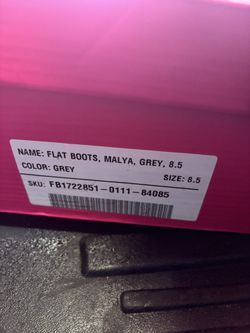 NAME: FLAT BOOTS, MALYA, GREY, 8.5
COLOR: GREY
SIZE: 8.5
SKU: FB1722851-0111-84085